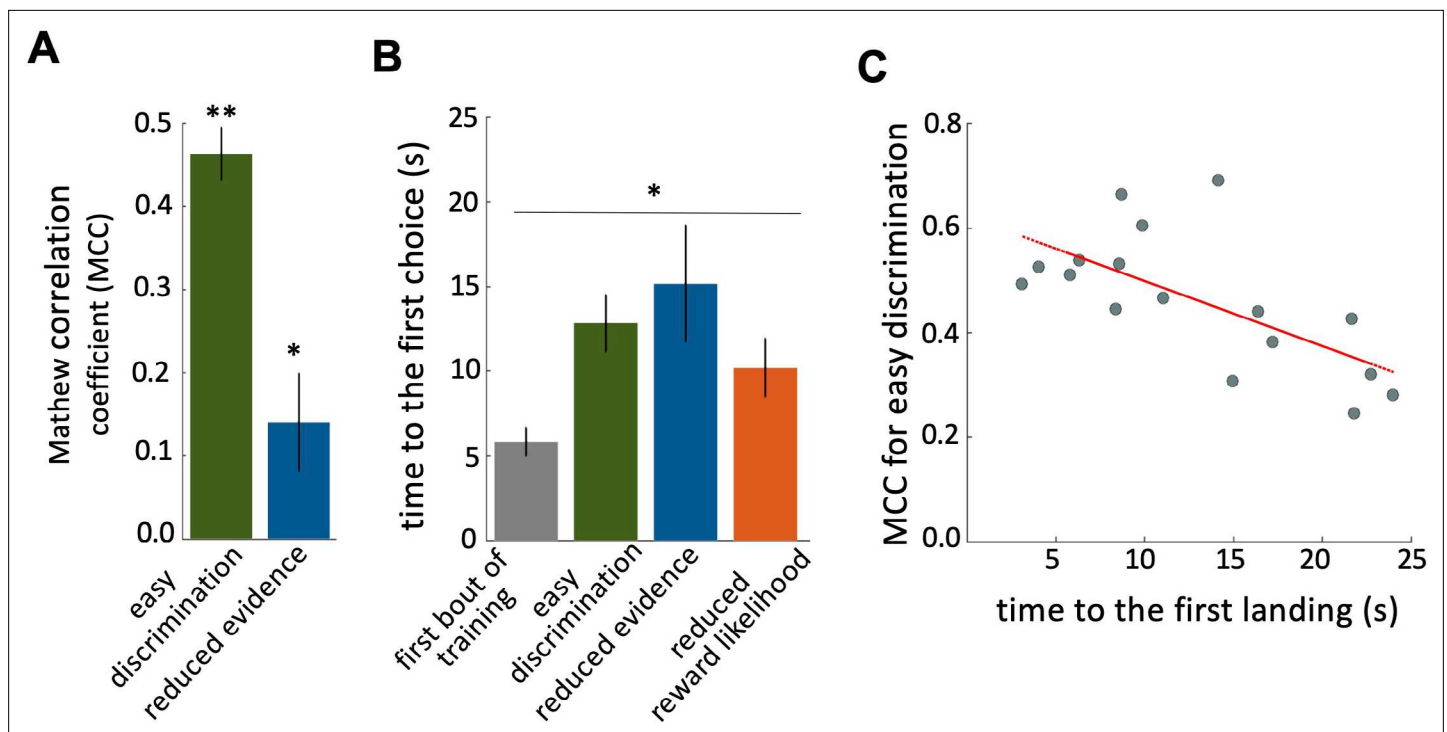 A
Mathew correlation
coefficient (MCC)
0.5
0.4
0.3
0.2
0.1
0.0
**
*
easy
discrimination
reduced evidence
B
time to the first choice (s)
25
20
15
10
5
0
*
first bout of
training
easy
discrimination
reduced evidence
reduced
reward likelihood
C
MCC for easy discrimination
0.8
0.6
0.4
0.2
0.0
5 10 15 20 25
time to the first landing (s)